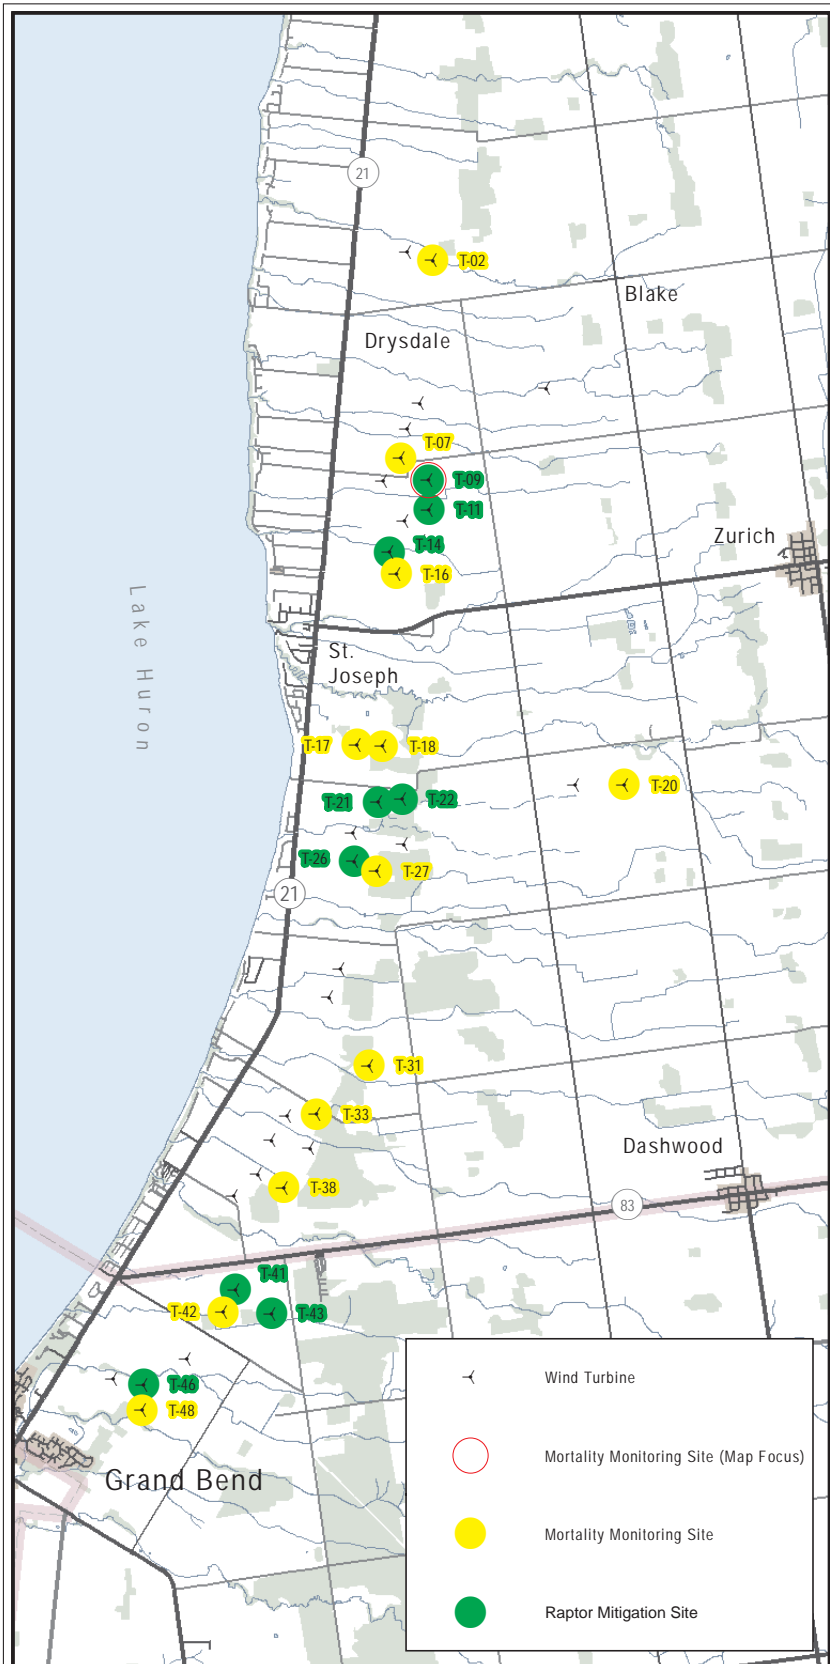 21
T-02
Blake
Drysdale
T-07
T-09
T-11
Zurich
T-14
T-16
Lake Huron
St.
Joseph
T-17
T-18
T-20
T-21
T-22
T-26
T-27
21
T-31
T-33
Dashwood
T-38
83
T-41
T-42
T-43
T-46
T-48
Grand Bend
Wind Turbine
Mortality Monitoring Site (Map Focus)
Mortality Monitoring Site
Raptor Mitigation Site